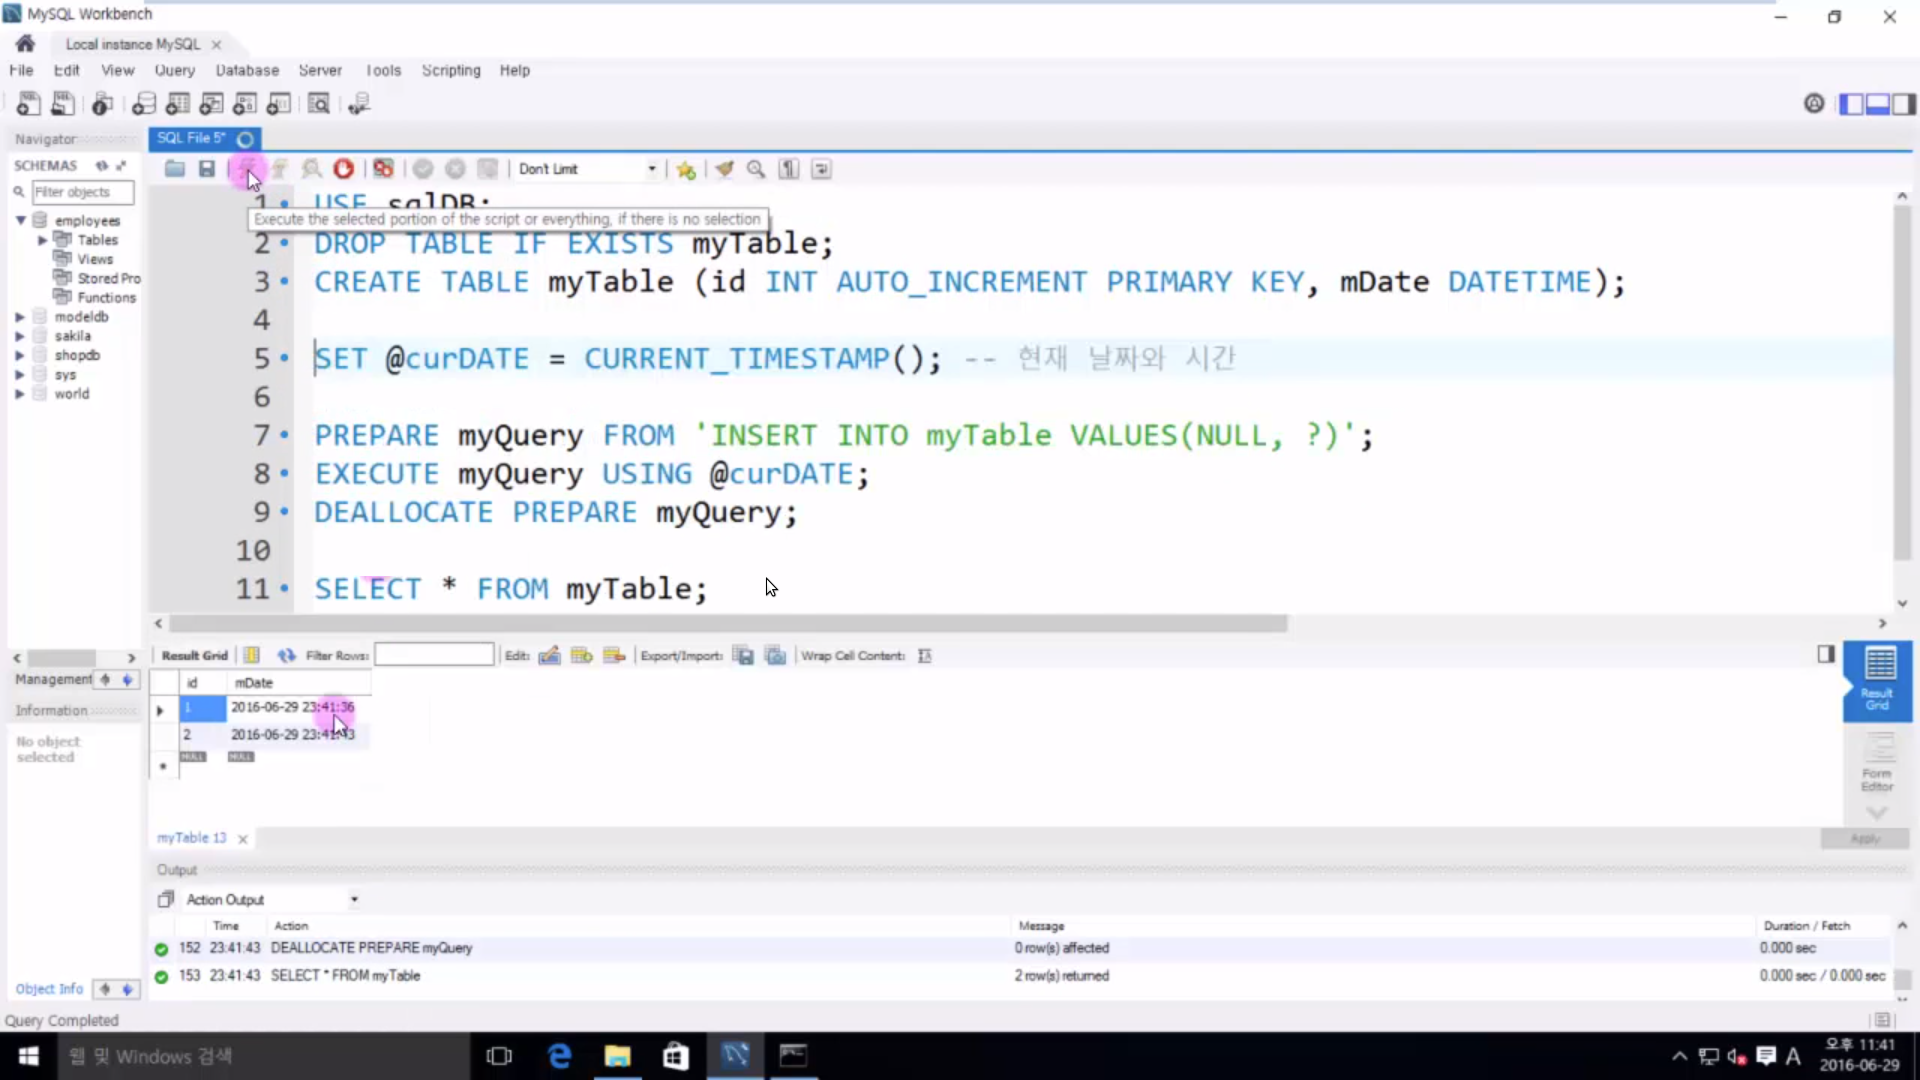 MySQL Workbench
Local instance MySQL
File Edit View Query Database Server Tools Scripting Help
Navigator
SQL File 5*
SCHEMAS
Don't Limit
Filter objects
1 USE sqlDB;
Execute the selected portion of the script or everything, if there is no selection
employees
Tables
Views
Stored Pro
Functions
modeldb
sakila
shopdb
sys
world
2 DROP TABLE IF EXISTS myTable;
3 CREATE TABLE myTable (id INT AUTO_INCREMENT PRIMARY KEY, mDate DATETIME);
4
5 SET @curDATE = CURRENT_TIMESTAMP(); -- 현재 날짜와 시간
6
7 PREPARE myQuery FROM 'INSERT INTO myTable VALUES(NULL, ?)';
8 EXECUTE myQuery USING @curDATE;
9 DEALLOCATE PREPARE myQuery;
10
11 SELECT * FROM myTable;
Management
Information
No object
selected
Result Grid Filter Rows: Edit: Export/Import: Wrap Cell Content:
id mDate
1 2016-06-29 23:41:36
2 2016-06-29 23:41:43
NULL NULL
Result
Grid
Form
Editor
myTable 13
Apply
Output
Action Output
Time Action Message Duration / Fetch
152 23:41:43 DEALLOCATE PREPARE myQuery 0 row(s) affected 0.000 sec
153 23:41:43 SELECT * FROM myTable 2 row(s) returned 0.000 sec / 0.000 sec
Object Info
Query Completed
웹 및 Windows 검색
A
오후 11:41
2016-06-29